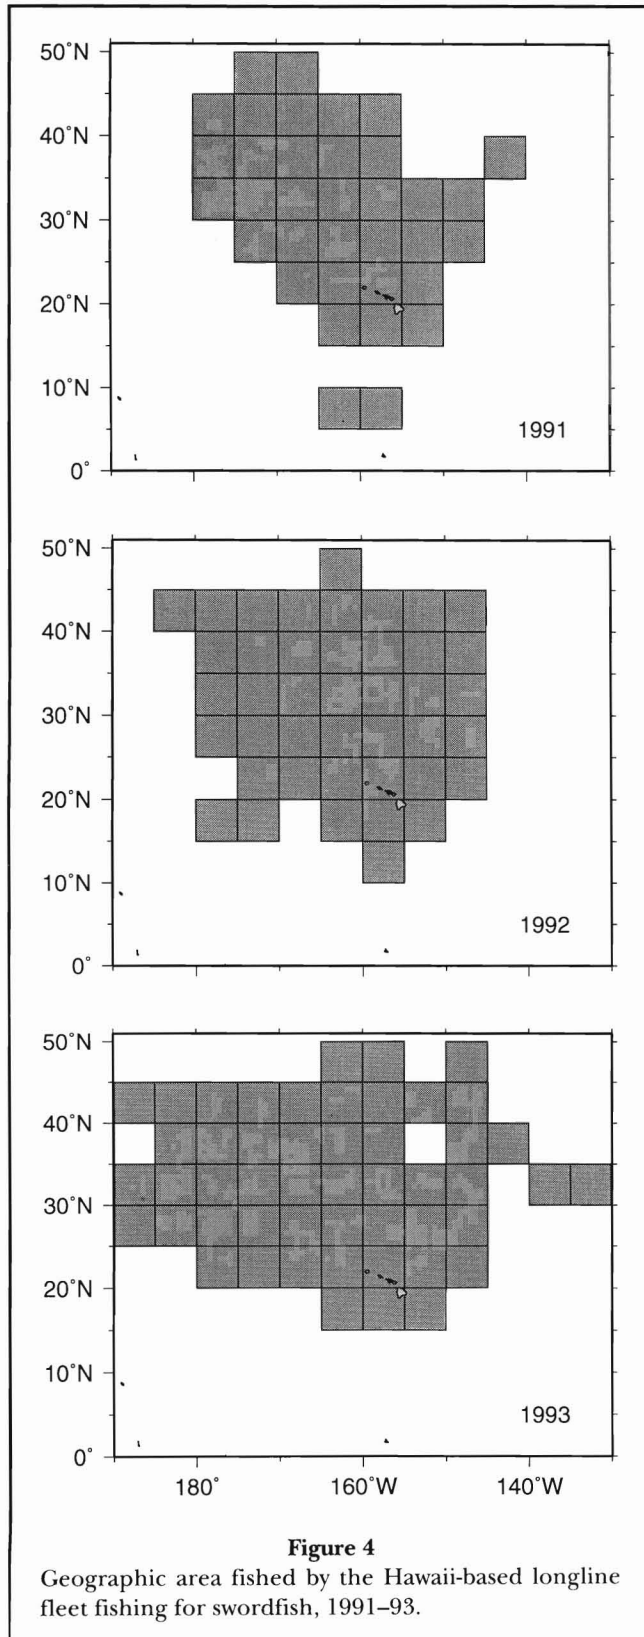 50°N
40°N
30°N
20°N
10°N
0°
1991
50°N
40°N
30°N
20°N
10°N
0°
1992
50°N
40°N
30°N
20°N
10°N
0°
1993
180° 160°W 140°W
Figure 4
Geographic area fished by the Hawaii-based longline
fleet fishing for swordfish, 1991–93.